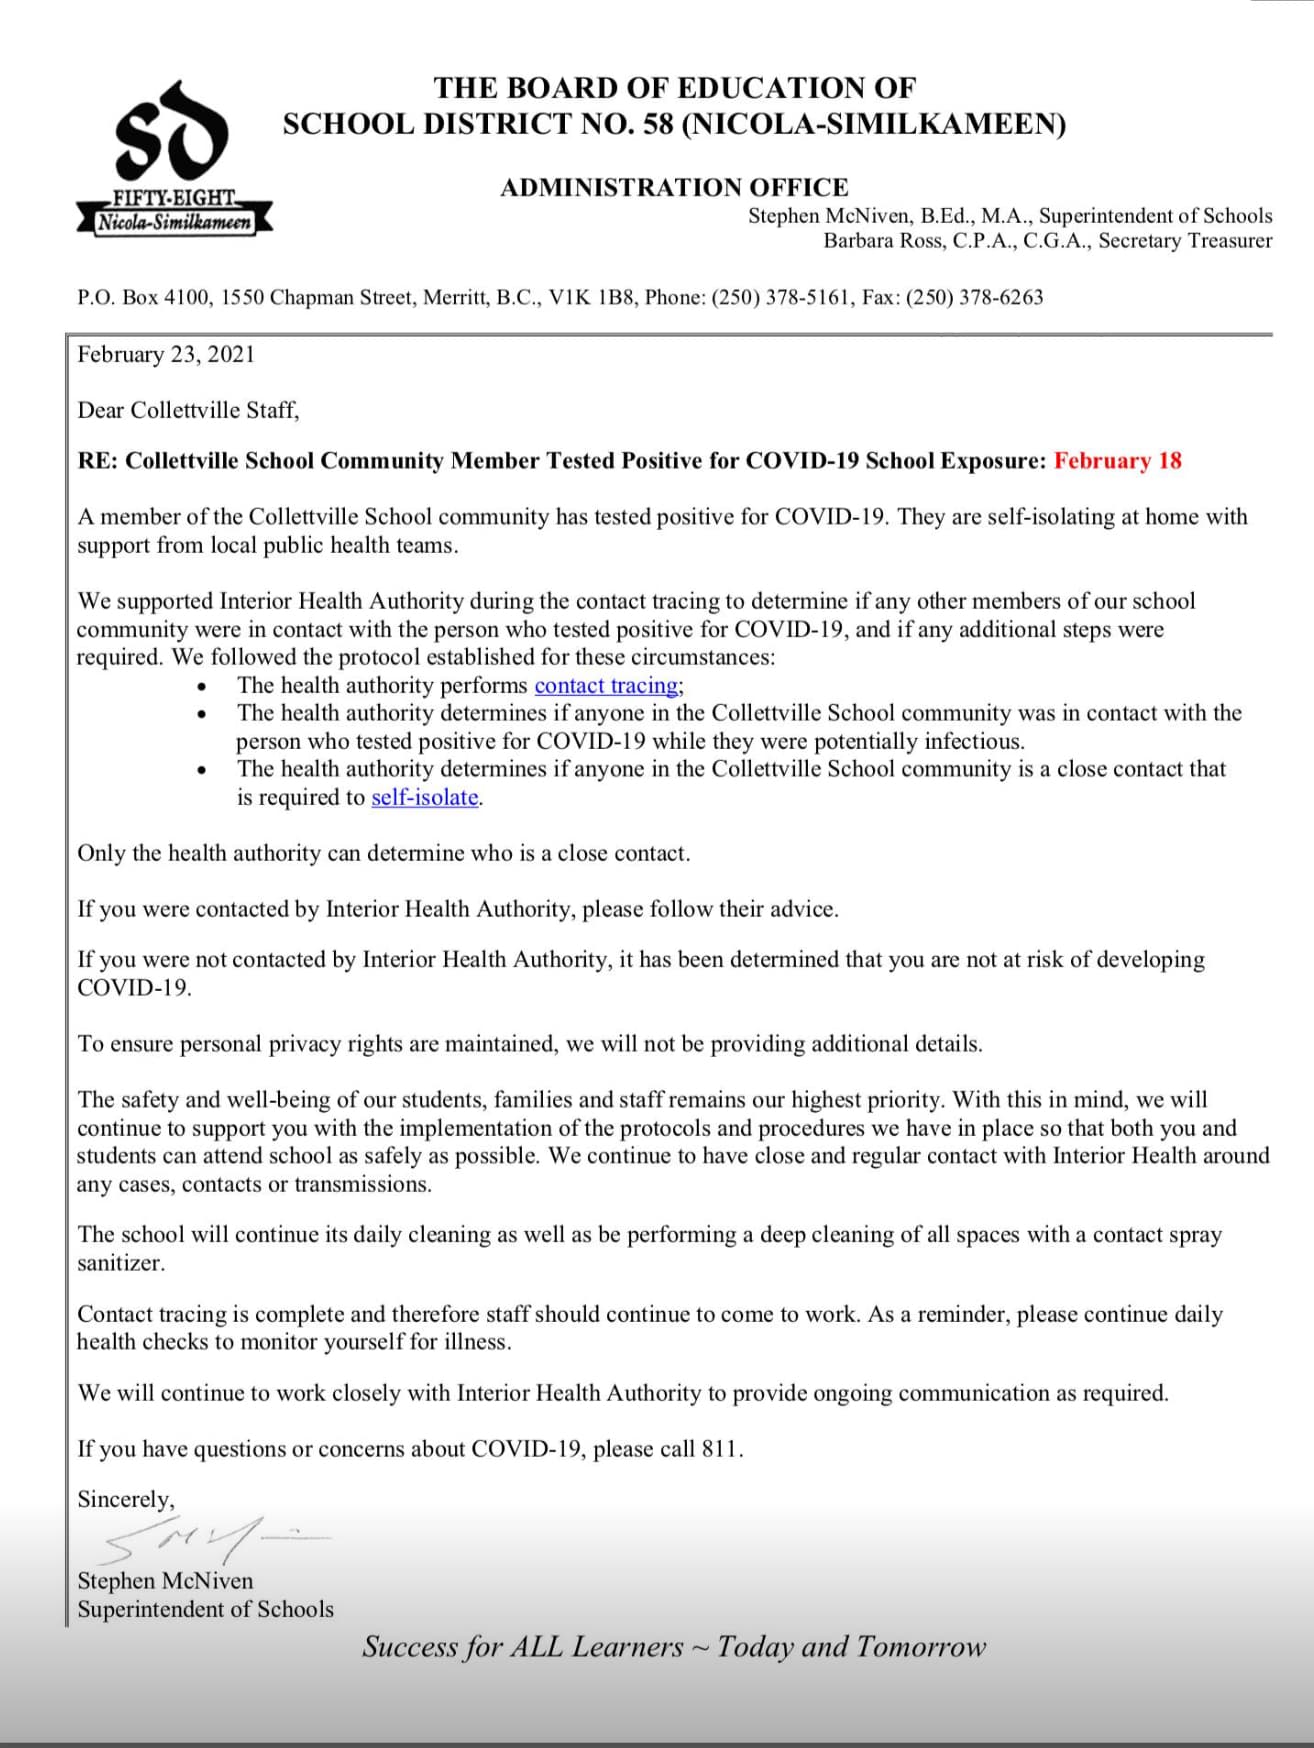 THE BOARD OF EDUCATION OF
SCHOOL DISTRICT NO. 58 (NICOLA-SIMILKAMEEN)
SD
FIFTY-EIGHT
Nicola-Similkameen
ADMINISTRATION OFFICE
Stephen McNiven, B.Ed., M.A., Superintendent of Schools
Barbara Ross, C.P.A., C.G.A., Secretary Treasurer
P.O. Box 4100, 1550 Chapman Street, Merritt, B.C., V1K 1B8, Phone: (250) 378-5161, Fax: (250) 378-6263
February 23, 2021
Dear Collettville Staff,
RE: Collettville School Community Member Tested Positive for COVID-19 School Exposure: February 18
A member of the Collettville School community has tested positive for COVID-19. They are self-isolating at home with
support from local public health teams.
We supported Interior Health Authority during the contact tracing to determine if any other members of our school
community were in contact with the person who tested positive for COVID-19, and if any additional steps were
required. We followed the protocol established for these circumstances:
• The health authority performs contact tracing;
• The health authority determines if anyone in the Collettville School community was in contact with the
person who tested positive for COVID-19 while they were potentially infectious.
• The health authority determines if anyone in the Collettville School community is a close contact that
is required to self-isolate.
Only the health authority can determine who is a close contact.
If you were contacted by Interior Health Authority, please follow their advice.
If you were not contacted by Interior Health Authority, it has been determined that you are not at risk of developing
COVID-19.
To ensure personal privacy rights are maintained, we will not be providing additional details.
The safety and well-being of our students, families and staff remains our highest priority. With this in mind, we will
continue to support you with the implementation of the protocols and procedures we have in place so that both you and
students can attend school as safely as possible. We continue to have close and regular contact with Interior Health around
any cases, contacts or transmissions.
The school will continue its daily cleaning as well as be performing a deep cleaning of all spaces with a contact spray
sanitizer.
Contact tracing is complete and therefore staff should continue to come to work. As a reminder, please continue daily
health checks to monitor yourself for illness.
We will continue to work closely with Interior Health Authority to provide ongoing communication as required.
If you have questions or concerns about COVID-19, please call 811.
Sincerely,
Stephen McNiven
Superintendent of Schools
Success for ALL Learners ~ Today and Tomorrow